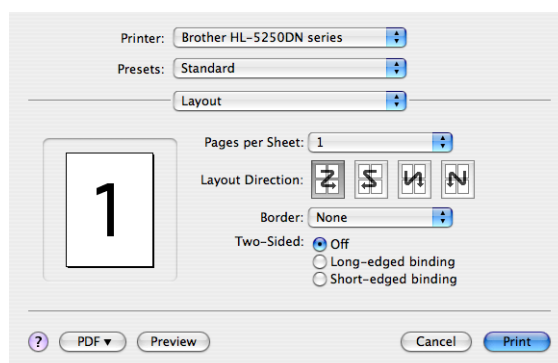 Printer: Brother HL-5250DN series
Presets: Standard
Layout
Pages per Sheet: 1
Layout Direction:
1
Border: None
Two-Sided: Off
Long-edged binding
Short-edged binding
? PDF▼ Preview Cancel Print